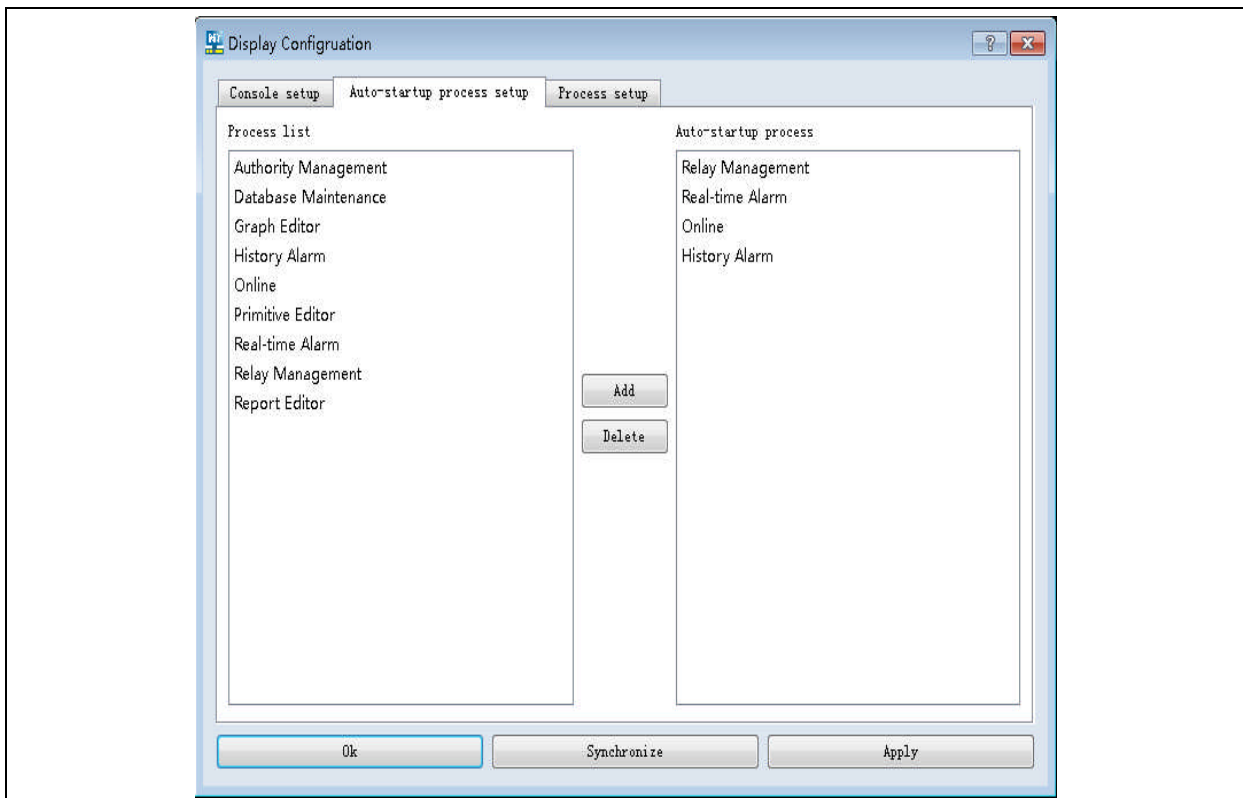 Display Configruation
Console setup
Auto-startup process setup
Process setup
Process list
Authority Management
Database Maintenance
Graph Editor
History Alarm
Online
Primitive Editor
Real-time Alarm
Relay Management
Report Editor
Add
Delete
Auto-startup process
Relay Management
Real-time Alarm
Online
History Alarm
Ok
Synchronize
Apply